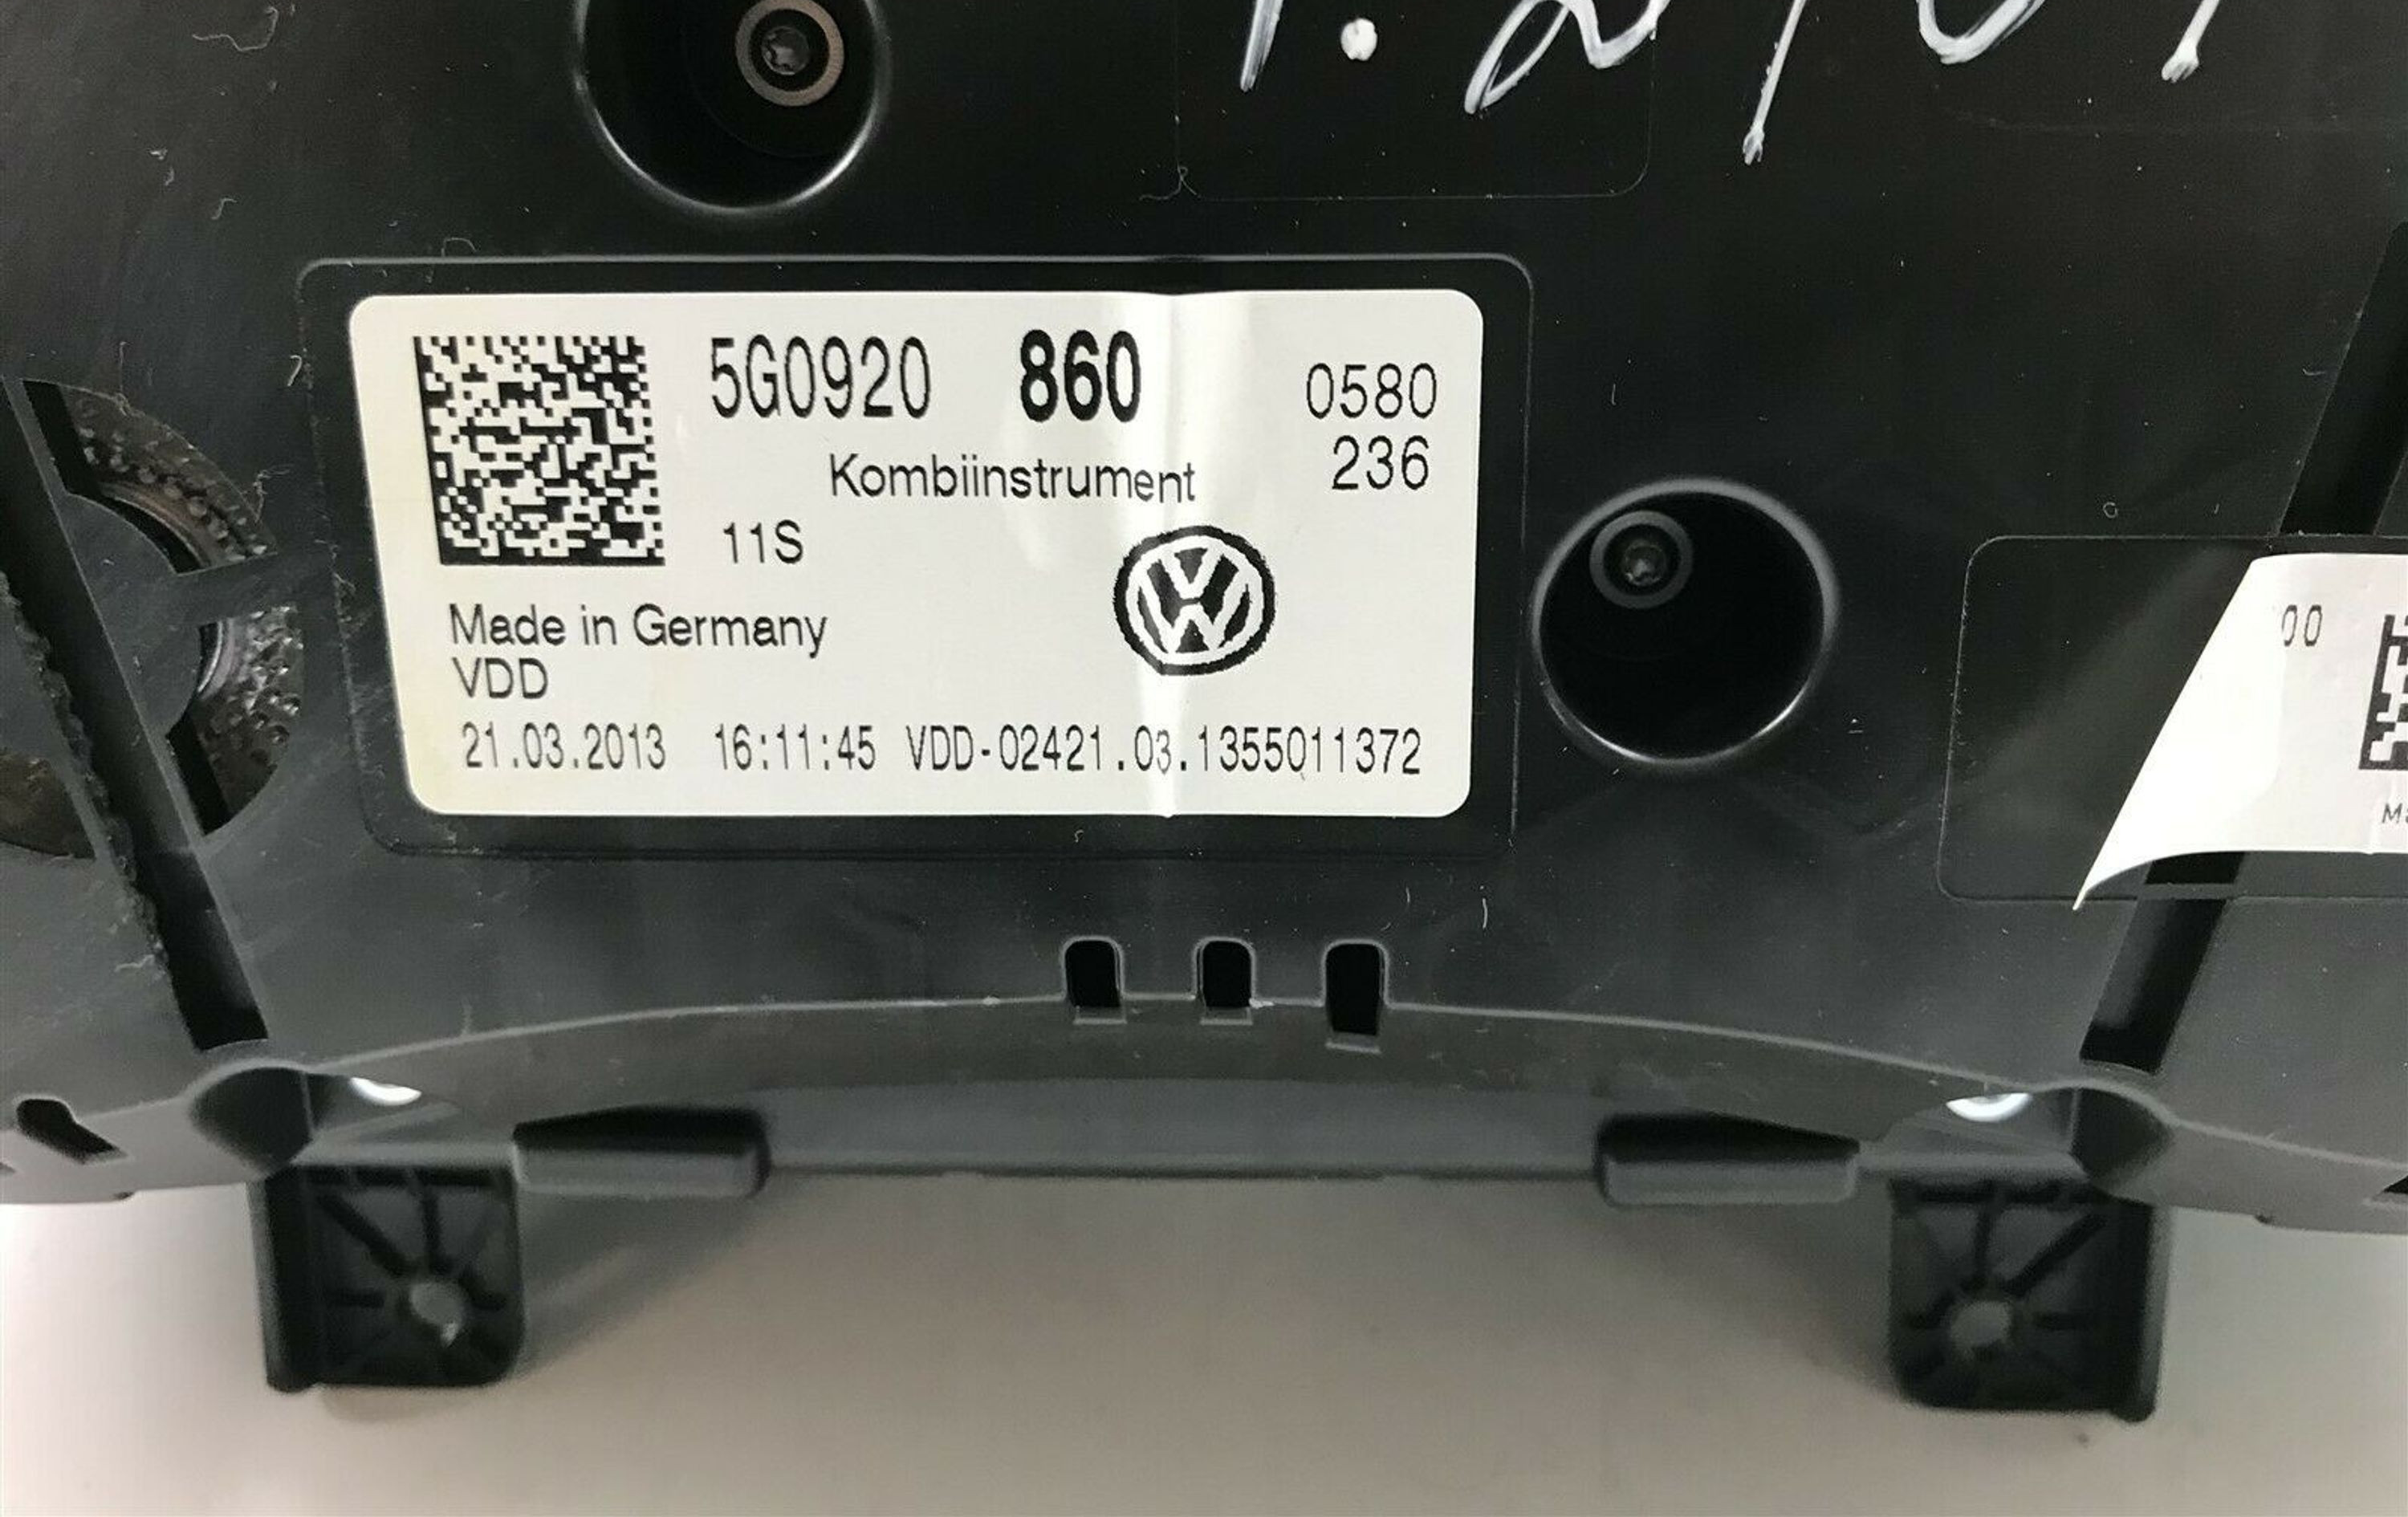 5G0920 860 0580
Kombiinstrument 236
11S
Made in Germany
VDD
21.03.2013 16:11:45 VDD-02421.03.1355011372
00